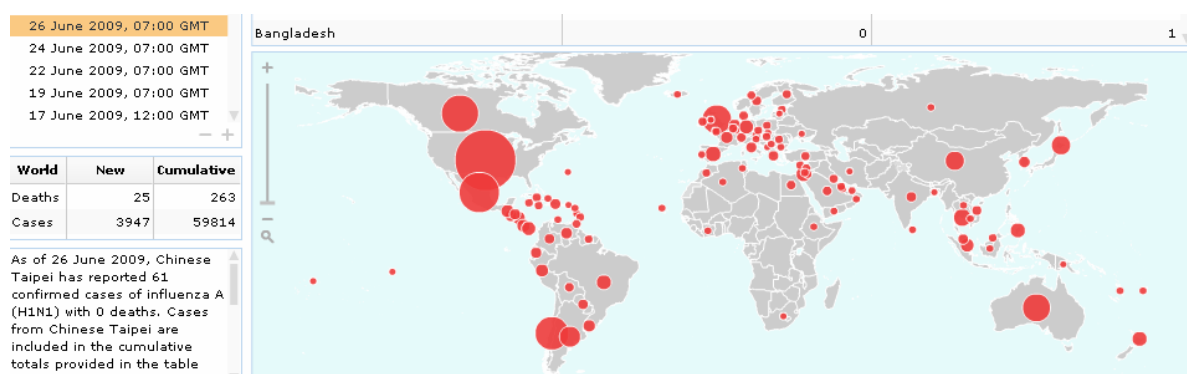 26 June 2009, 07:00 GMT
24 June 2009, 07:00 GMT
22 June 2009, 07:00 GMT
19 June 2009, 07:00 GMT
17 June 2009, 12:00 GMT
Bangladesh 0 1
World New Cumulative
Deaths 25 263
Cases 3947 59814
As of 26 June 2009, Chinese
Taipei has reported 61
confirmed cases of influenza A
(H1N1) with 0 deaths. Cases
from Chinese Taipei are
included in the cumulative
totals provided in the table